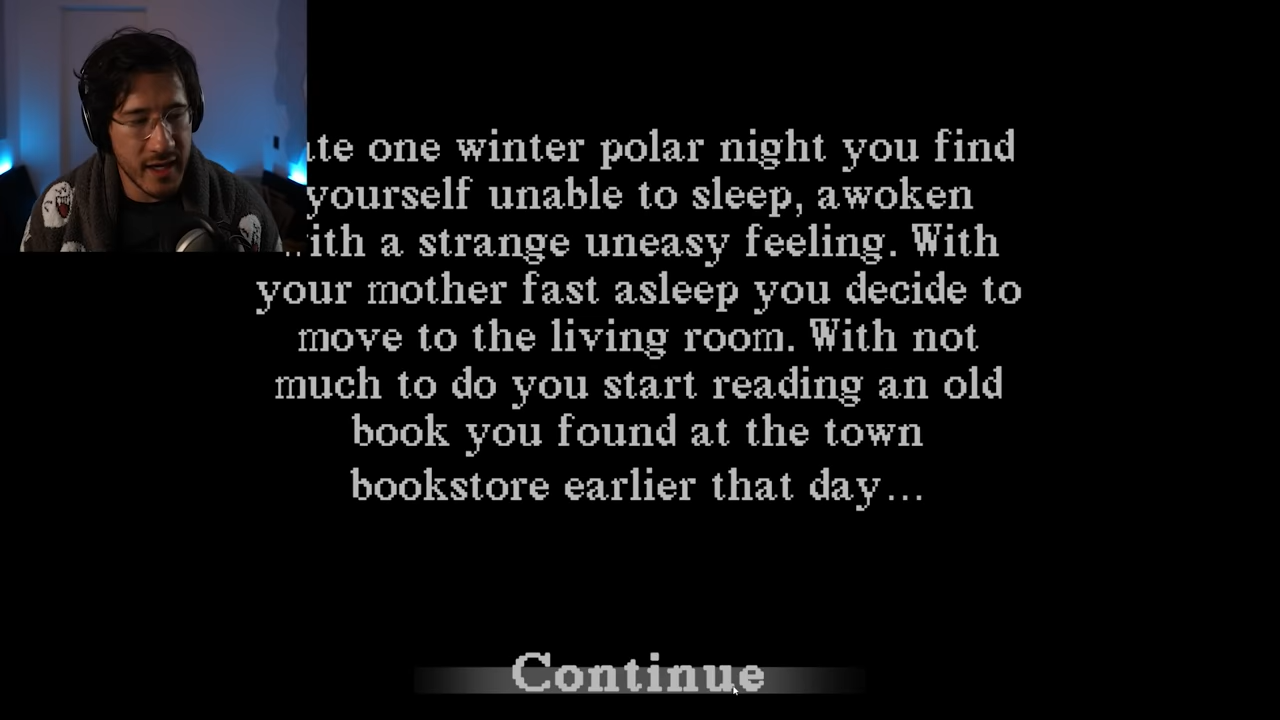 one winter polar night you find
yourself unable to sleep, awoken
with a strange uneasy feeling. With
your mother fast asleep you decide to
move to the living room. With not
much to do you start reading an old
book you found at the town
bookstore earlier that day...
Continue